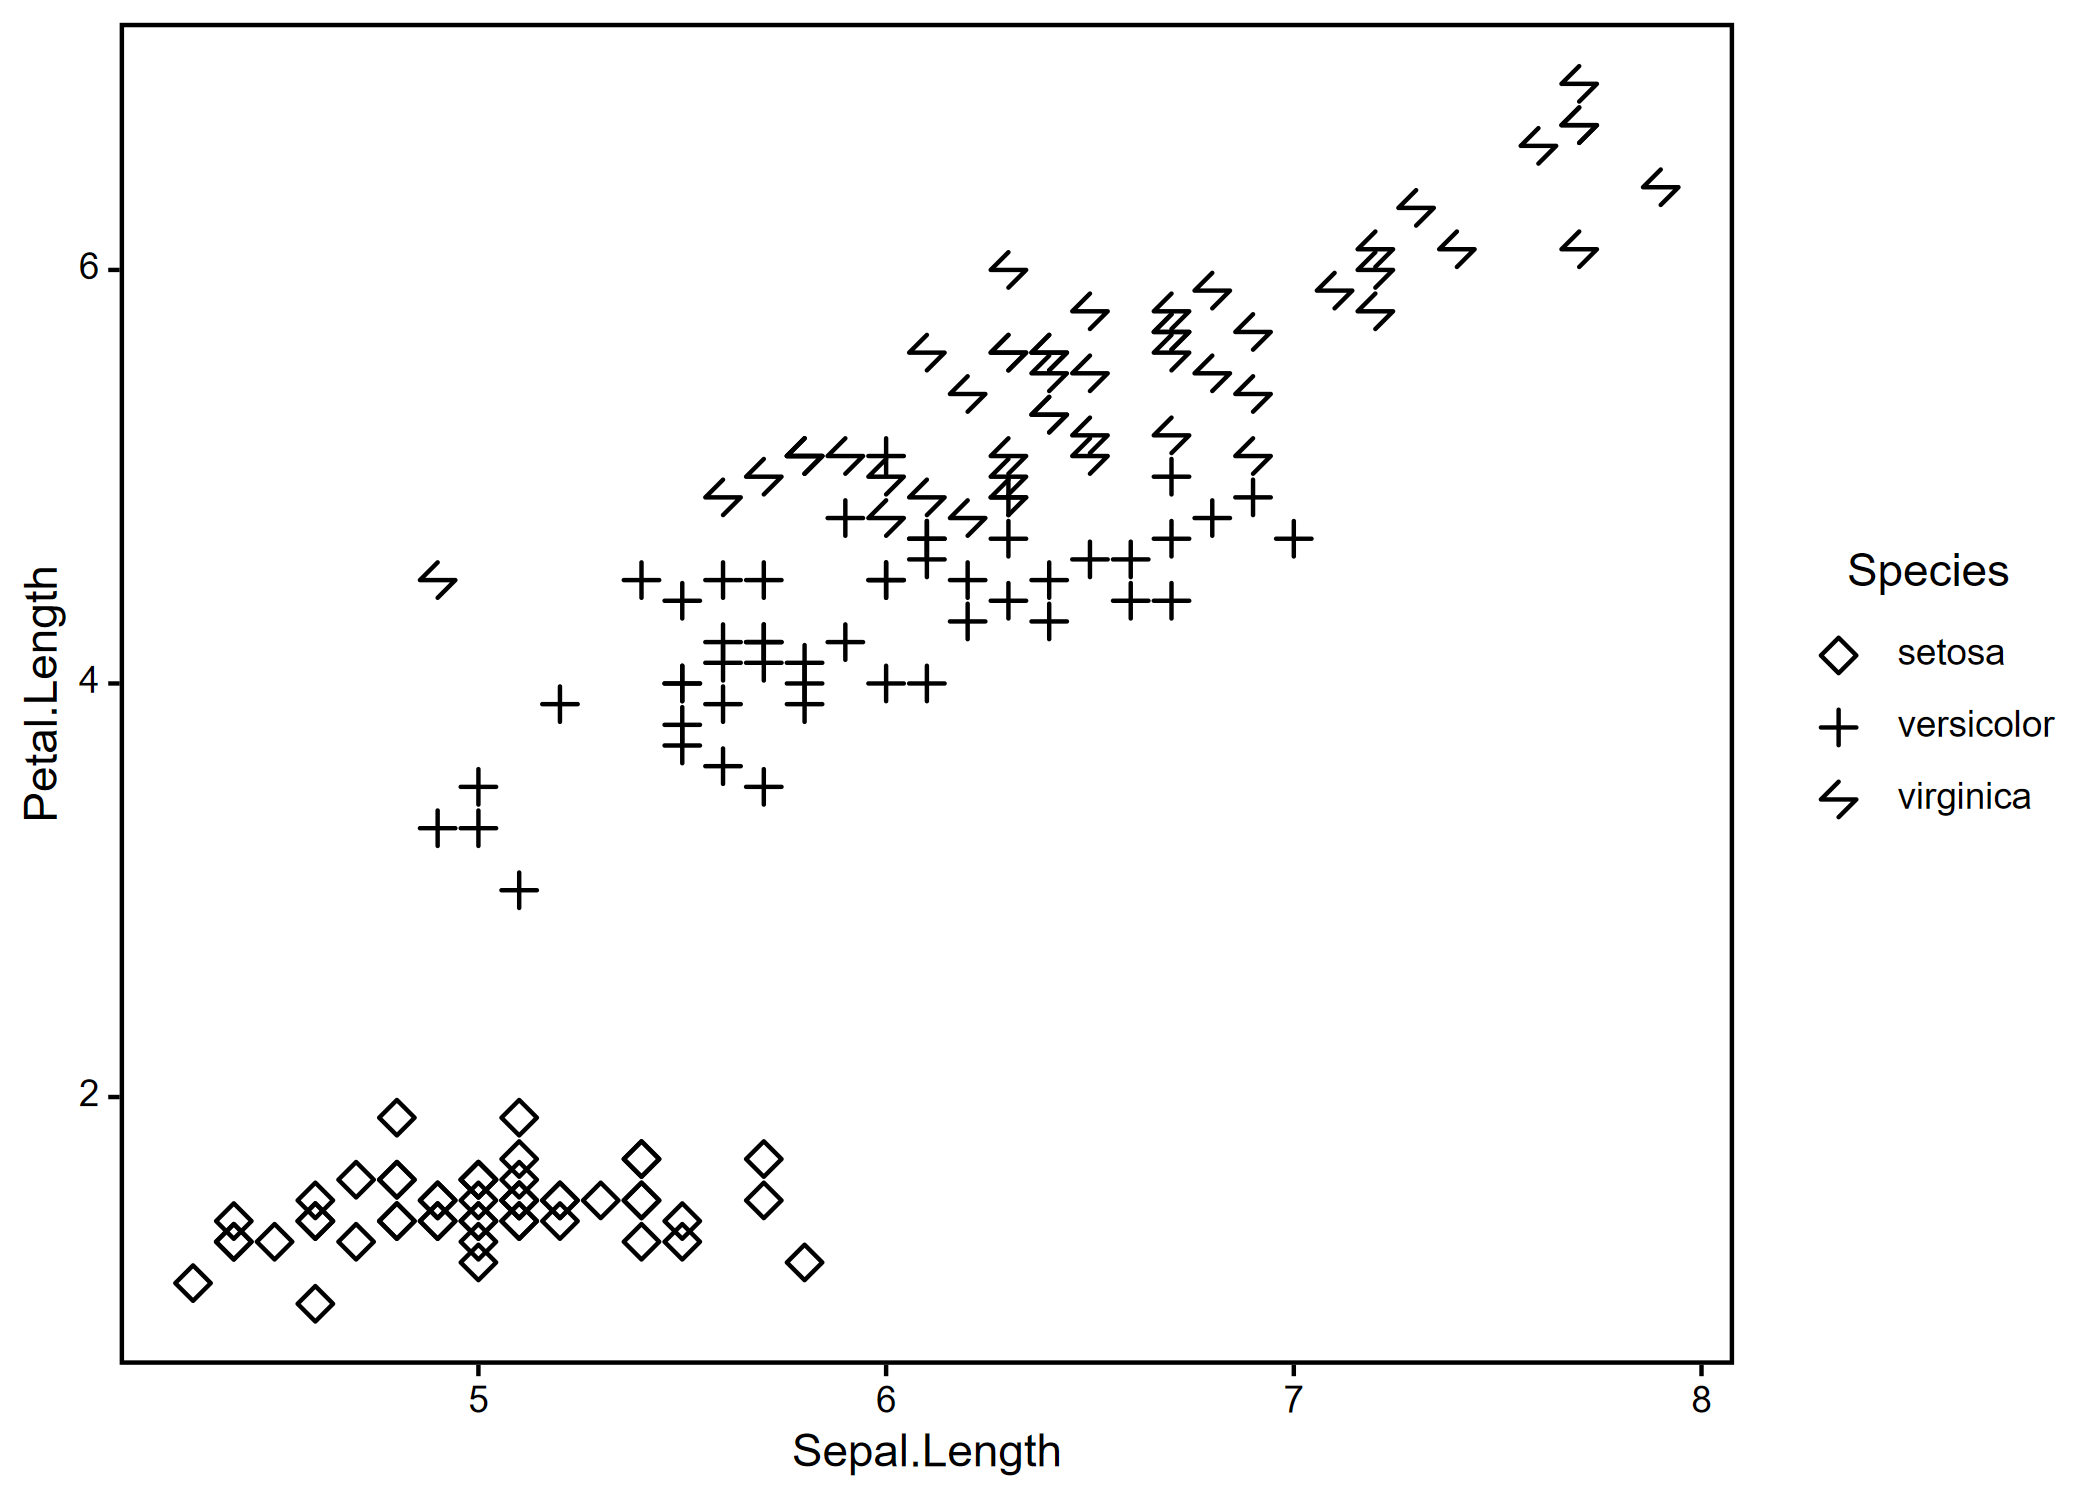 Petal.Length
6
4
2
5 6 7 8
Sepal.Length
Species
setosa
versicolor
virginica